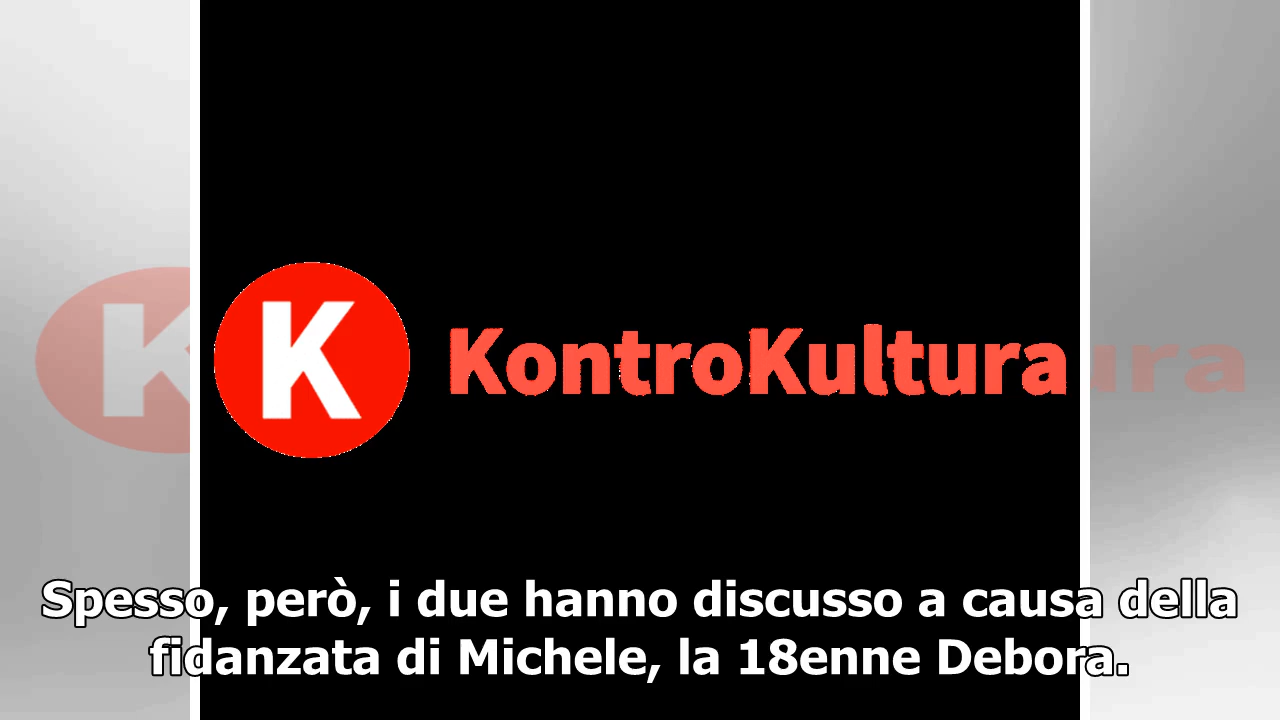 K KontroKultura
Spesso, però, i due hanno discusso a causa della
fidanzata di Michele, la 18enne Debora.